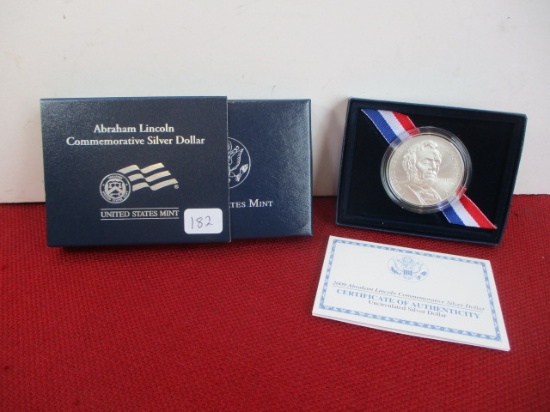 Abraham Lincoln
Commemorative Silver Dollar
UNITED STATES MINT
182
S MINT
2009 Abraham Lincoln Commemorative Silver Dollar
CERTIFICATE OF AUTHENTICITY
Uncirculated Silver Dollar